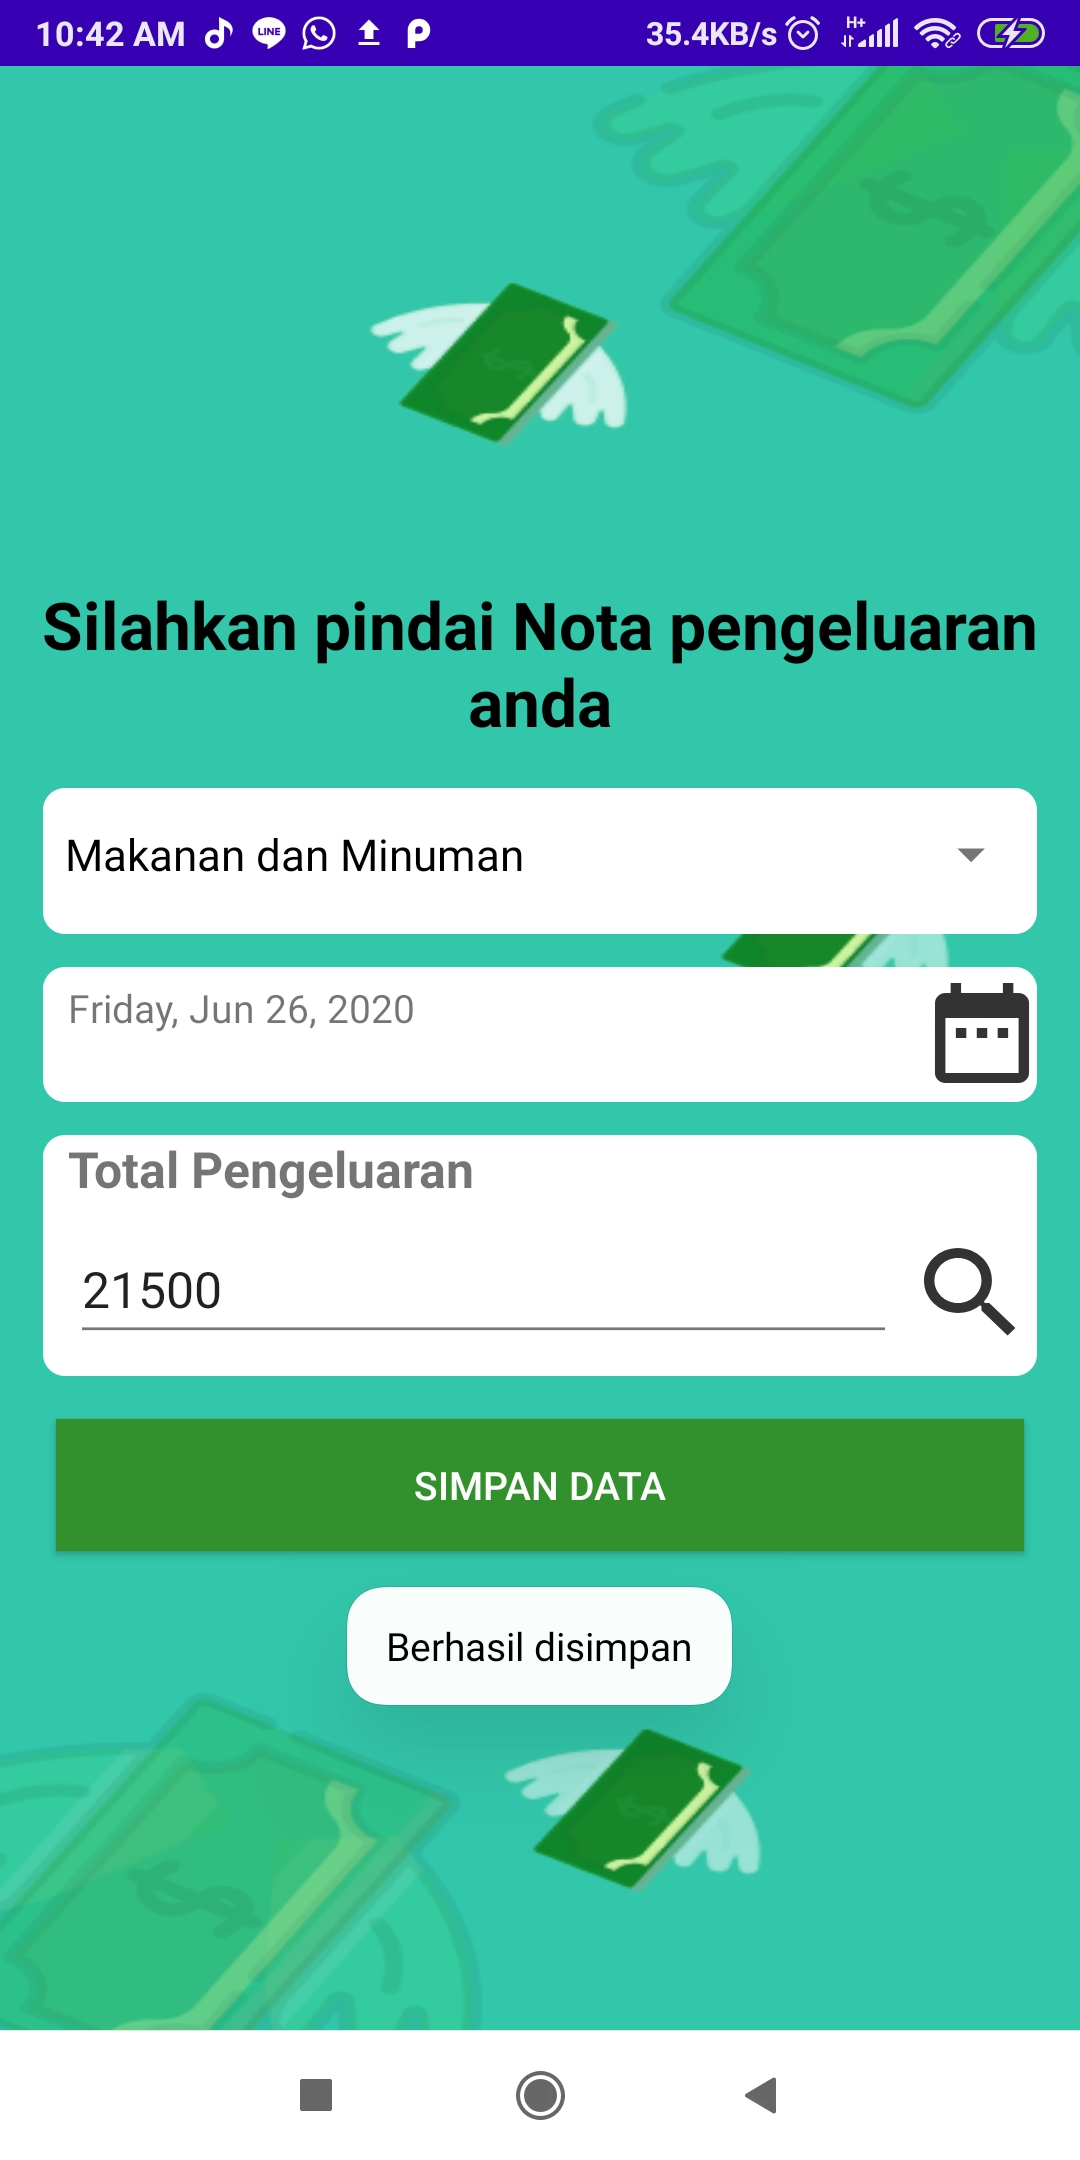 10:42 AM LINE 35.4KB/s H+
Silahkan pindai Nota pengeluaran
anda
Makanan dan Minuman
Friday, Jun 26, 2020
Total Pengeluaran
21500
SIMPAN DATA
Berhasil disimpan